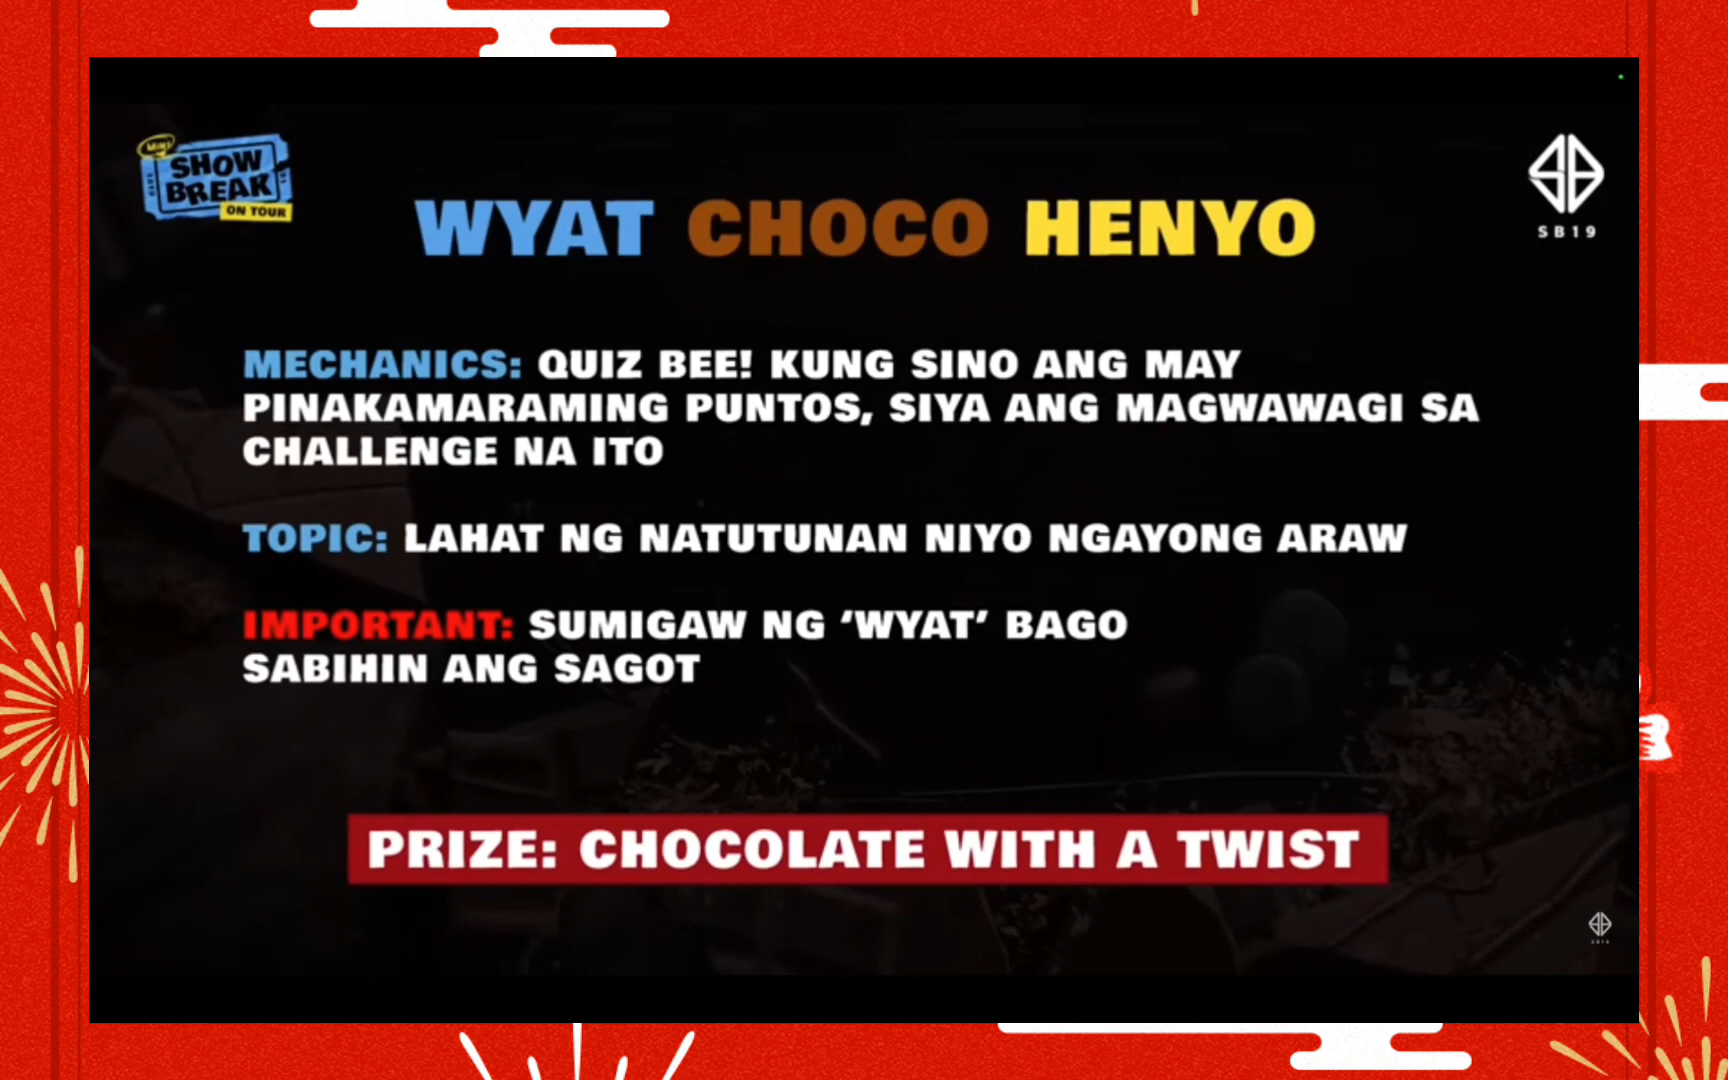 MINI
SHOW
BREAK
ON TOUR
SB19
WYAT CHOCO HENYO
MECHANICS: QUIZ BEE! KUNG SINO ANG MAY
PINAKAMARAMING PUNTOS, SIYA ANG MAGWAWAGI SA
CHALLENGE NA ITO
TOPIC: LAHAT NG NATUTUNAN NIYO NGAYONG ARAW
IMPORTANT: SUMIGAW NG ‘WYAT’ BAGO
SABIHIN ANG SAGOT
PRIZE: CHOCOLATE WITH A TWIST
SB19